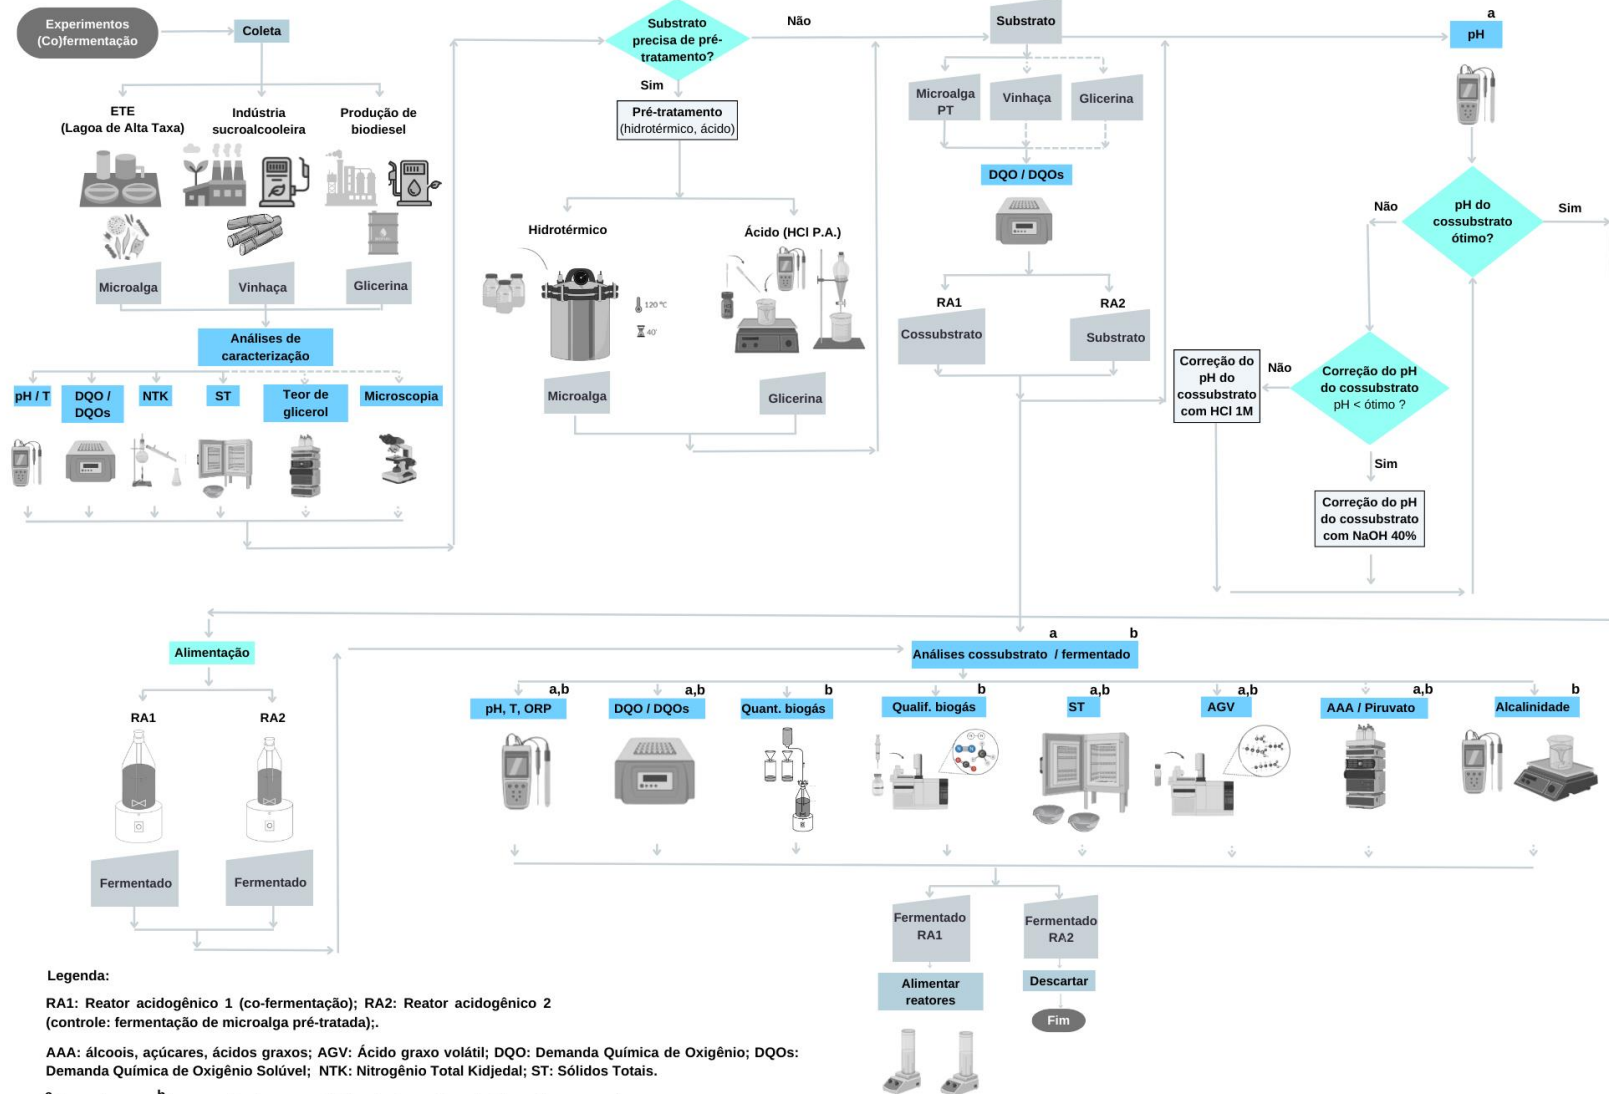 Experimentos
(Co)fermentação
Coleta
ETE
(Lagoa de Alta Taxa)
Indústria
sucroalcooleira
Produção de
biodiesel
Microalga
Vinhaça
Glicerina
Análises de
caracterização
pH / T
DQO /
DQOs
NTK
ST
Teor de
glicerol
Microscopia
Substrato
precisa de pré-
tratamento?
Não
Sim
Pré-tratamento
(hidrotérmico, ácido)
Hidrotérmico
Ácido (HCl P.A.)
120 °C
40'
Microalga
Glicerina
Substrato
Microalga
PT
Vinhaça
Glicerina
DQO / DQOs
RA1
RA2
Cossubstrato
Substrato
a
pH
pH do
cossubstrato
ótimo?
Não
Sim
Correção do pH
do cossubstrato
pH < ótimo ?
Não
Correção do
pH do
cossubstrato
com HCl 1M
Sim
Correção do pH
do cossubstrato
com NaOH 40%
Alimentação
RA1
RA2
Fermentado
Fermentado
a b
Análises cossubstrato / fermentado
a,b
pH, T, ORP
a,b
DQO / DQOs
b
Quant. biogás
b
Qualif. biogás
a,b
ST
a,b
AGV
a,b
AAA / Piruvato
b
Alcalinidade
Fermentado
RA1
Fermentado
RA2
Alimentar
reatores
Descartar
Fim
Legenda:
RA1: Reator acidogênico 1 (co-fermentação); RA2: Reator acidogênico 2
(controle: fermentação de microalga pré-tratada);.
AAA: álcoois, açúcares, ácidos graxos; AGV: Ácido graxo volátil; DQO: Demanda Química de Oxigênio; DQOs:
Demanda Química de Oxigênio Solúvel; NTK: Nitrogênio Total Kidjedal; ST: Sólidos Totais.